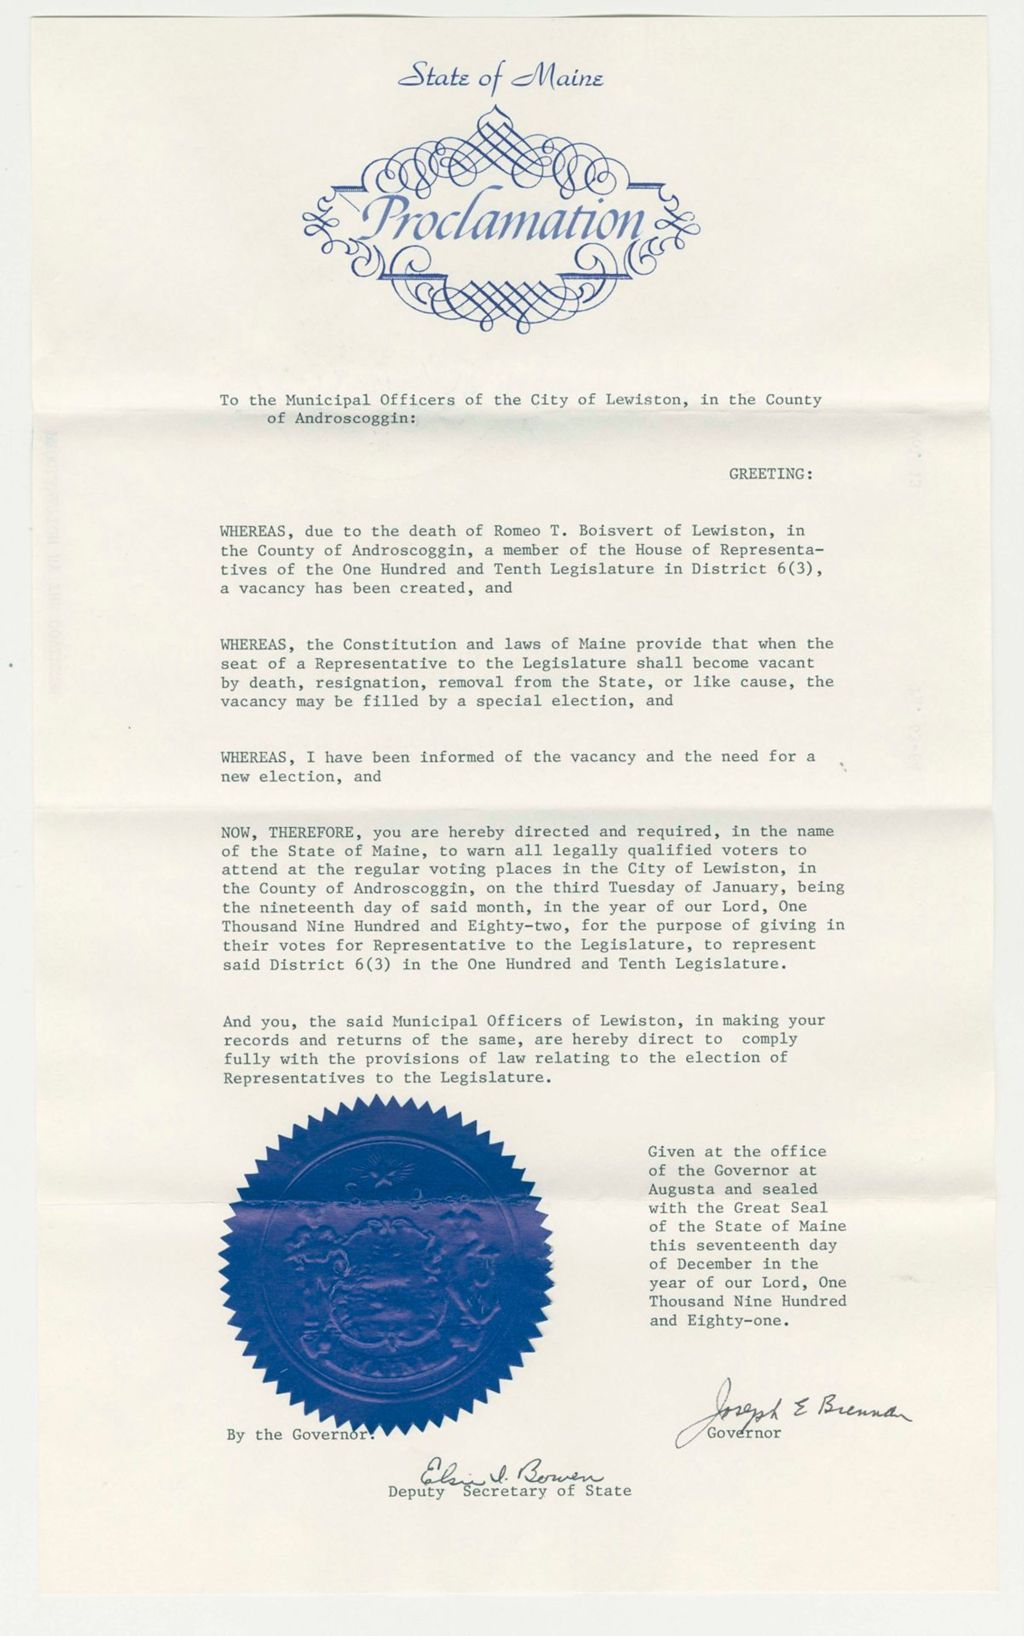 State of Maine
Proclamation
To the Municipal Officers of the City of Lewiston, in the County
of Androscoggin:
GREETING:
WHEREAS, due to the death of Romeo T. Boisvert of Lewiston, in
the County of Androscoggin, a member of the House of Representa-
tives of the One Hundred and Tenth Legislature in District 6(3),
a vacancy has been created, and
WHEREAS, the Constitution and laws of Maine provide that when the
seat of a Representative to the Legislature shall become vacant
by death, resignation, removal from the State, or like cause, the
vacancy may be filled by a special election, and
WHEREAS, I have been informed of the vacancy and the need for a
new election, and
NOW, THEREFORE, you are hereby directed and required, in the name
of the State of Maine, to warn all legally qualified voters to
attend at the regular voting places in the City of Lewiston, in
the County of Androscoggin, on the third Tuesday of January, being
the nineteenth day of said month, in the year of our Lord, One
Thousand Nine Hundred and Eighty-two, for the purpose of giving in
their votes for Representative to the Legislature, to represent
said District 6(3) in the One Hundred and Tenth Legislature.
And you, the said Municipal Officers of Lewiston, in making your
records and returns of the same, are hereby direct to comply
fully with the provisions of law relating to the election of
Representatives to the Legislature.
Given at the office
of the Governor at
Augusta and sealed
with the Great Seal
of the State of Maine
this seventeenth day
of December in the
year of our Lord, One
Thousand Nine Hundred
and Eighty-one.
Joseph E Brennan
Governor
By the Governor:
Elsie I. Bowen
Deputy Secretary of State